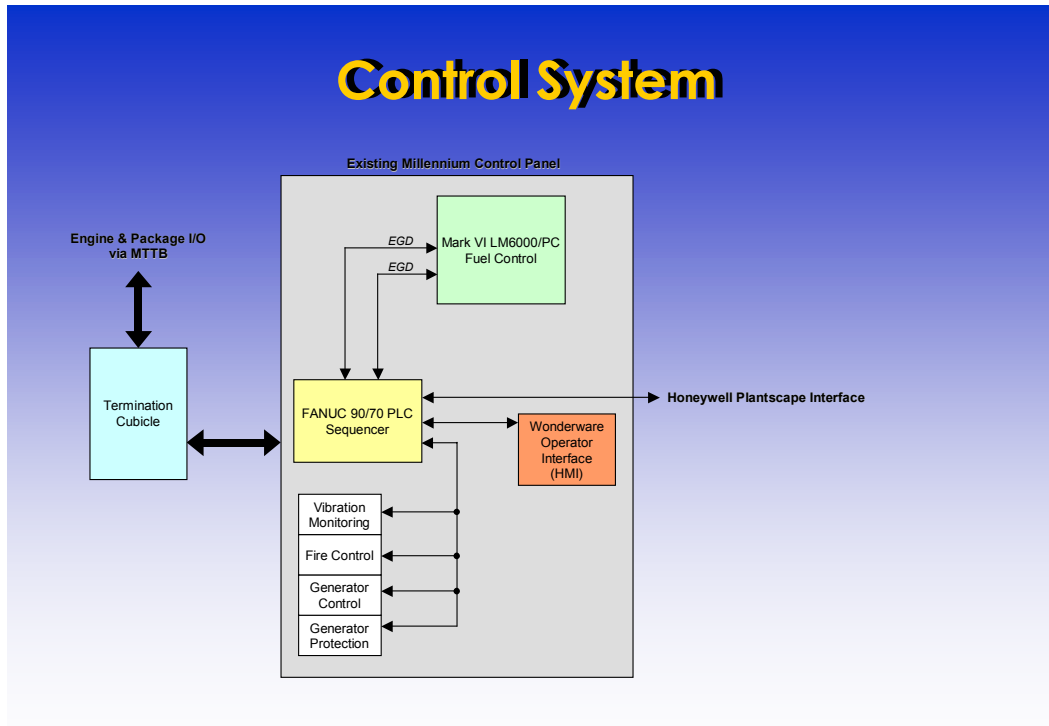 Control System
Existing Millennium Control Panel
Engine & Package I/O
via MTTB
EGD
EGD
Mark VI LM6000/PC
Fuel Control
Termination
Cubicle
FANUC 90/70 PLC
Sequencer
Honeywell Plantscape Interface
Wonderware
Operator
Interface
(HMI)
Vibration
Monitoring
Fire Control
Generator
Control
Generator
Protection